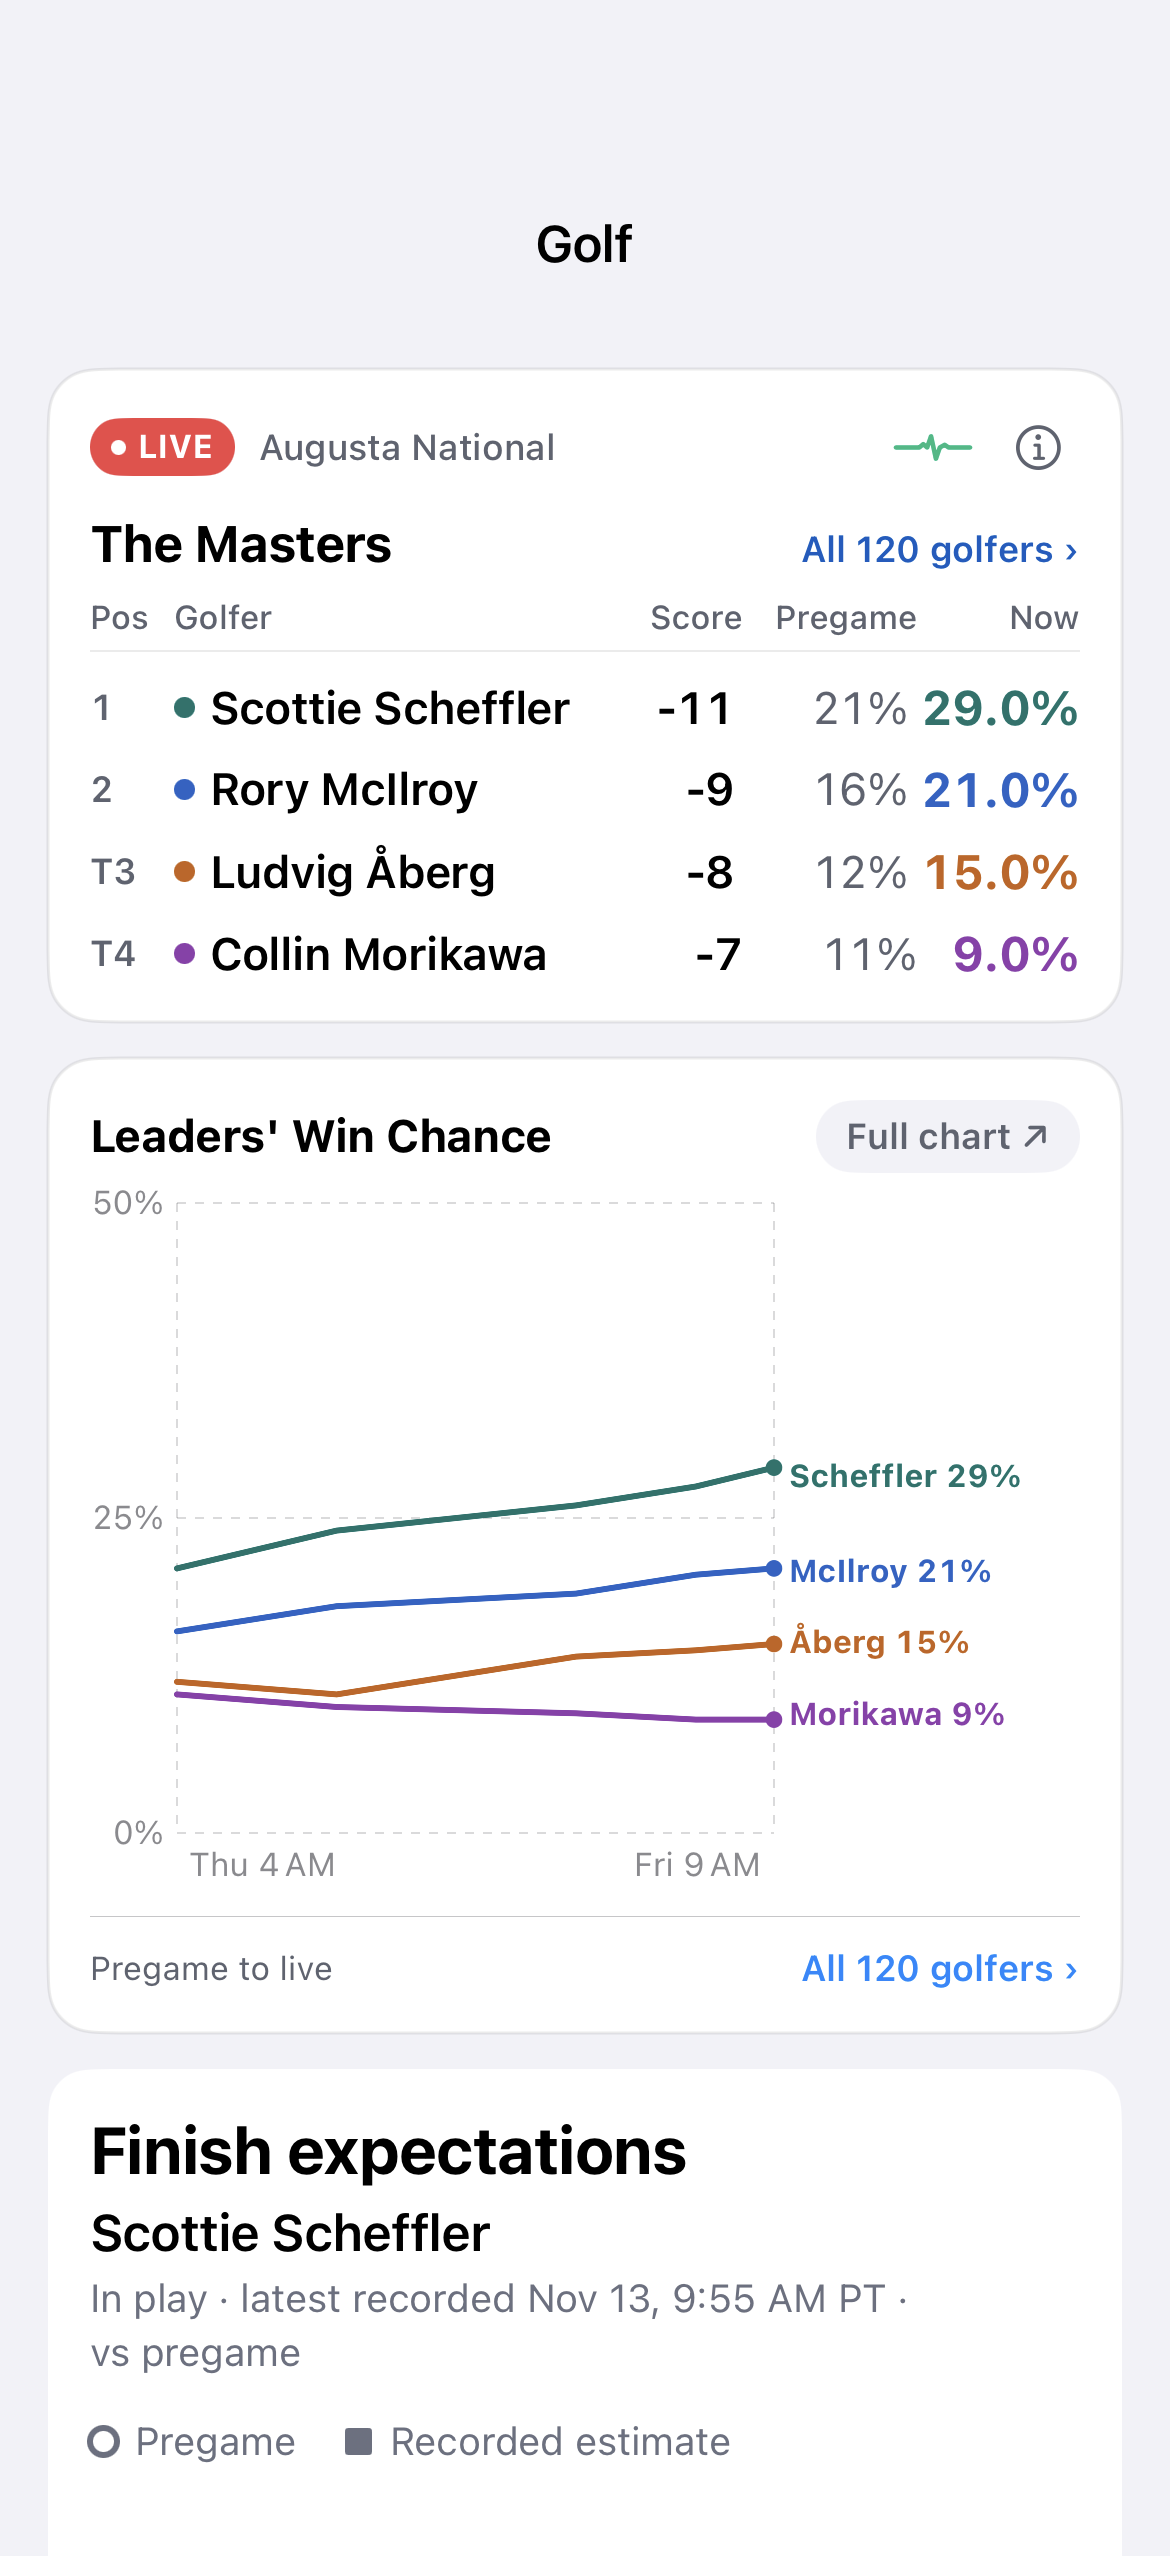 Golf
LIVE Augusta National
The Masters All 120 golfers ›
Pos Golfer Score Pregame Now
1 Scottie Scheffler -11 21% 29.0%
2 Rory McIlroy -9 16% 21.0%
T3 Ludvig Åberg -8 12% 15.0%
T4 Collin Morikawa -7 11% 9.0%
Leaders' Win Chance Full chart ↗
50%
Scheffler 29%
25%
McIlroy 21%
Åberg 15%
Morikawa 9%
0%
Thu 4 AM Fri 9 AM
Pregame to live All 120 golfers ›
Finish expectations
Scottie Scheffler
In play · latest recorded Nov 13, 9:55 AM PT ·
vs pregame
Pregame Recorded estimate